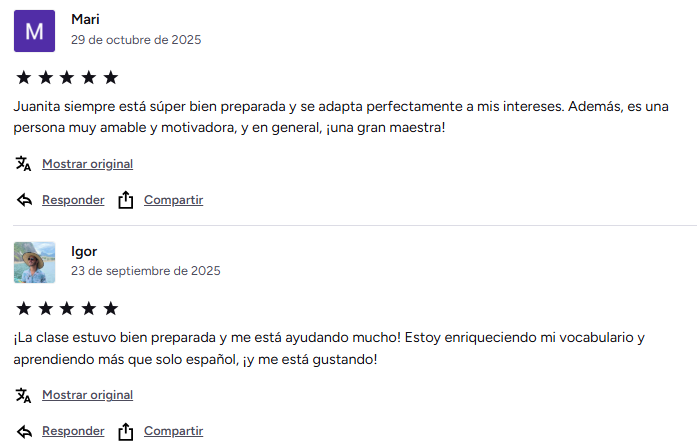 M
Mari
29 de octubre de 2025
Juanita siempre está súper bien preparada y se adapta perfectamente a mis intereses. Además, es una
persona muy amable y motivadora, y en general, ¡una gran maestra!
Mostrar original
Responder
Compartir
Igor
23 de septiembre de 2025
¡La clase estuvo bien preparada y me está ayudando mucho! Estoy enriqueciendo mi vocabulario y
aprendiendo más que solo español, ¡y me está gustando!
Mostrar original
Responder
Compartir